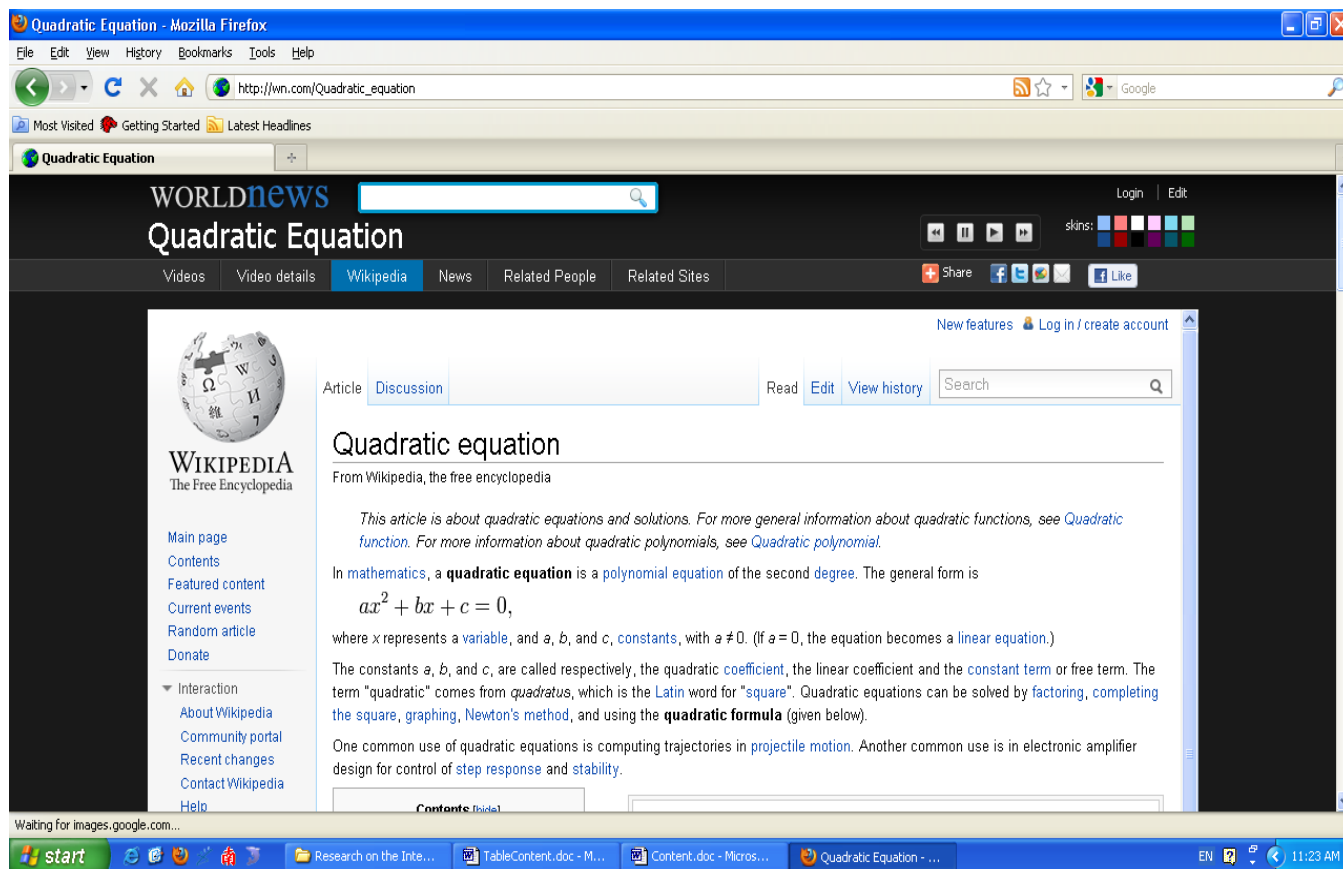 Quadratic Equation - Mozilla Firefox
File Edit View History Bookmarks Tools Help
http://wn.com/Quadratic_equation
Google
Most Visited Getting Started Latest Headlines
Quadratic Equation
WORLDnews
Login | Edit
Quadratic Equation
skins:
Videos Video details Wikipedia News Related People Related Sites
Share Like
New features Log in / create account
Article Discussion Read Edit View history Search
WIKIPEDIA
The Free Encyclopedia
Main page
Contents
Featured content
Current events
Random article
Donate
Interaction
About Wikipedia
Community portal
Recent changes
Contact Wikipedia
Help
Quadratic equation
From Wikipedia, the free encyclopedia
This article is about quadratic equations and solutions. For more general information about quadratic functions, see Quadratic
function. For more information about quadratic polynomials, see Quadratic polynomial.
In mathematics, a quadratic equation is a polynomial equation of the second degree. The general form is
ax² + bx + c = 0,
where x represents a variable, and a, b, and c, constants, with a ≠ 0. (If a = 0, the equation becomes a linear equation.)
The constants a, b, and c, are called respectively, the quadratic coefficient, the linear coefficient and the constant term or free term. The
term "quadratic" comes from quadratus, which is the Latin word for "square". Quadratic equations can be solved by factoring, completing
the square, graphing, Newton's method, and using the quadratic formula (given below).
One common use of quadratic equations is computing trajectories in projectile motion. Another common use is in electronic amplifier
design for control of step response and stability.
Contents [hide]
Waiting for images.google.com...
start Research on the Inte... TableContent.doc - M... Content.doc - Micros... Quadratic Equation - ... EN 11:23 AM